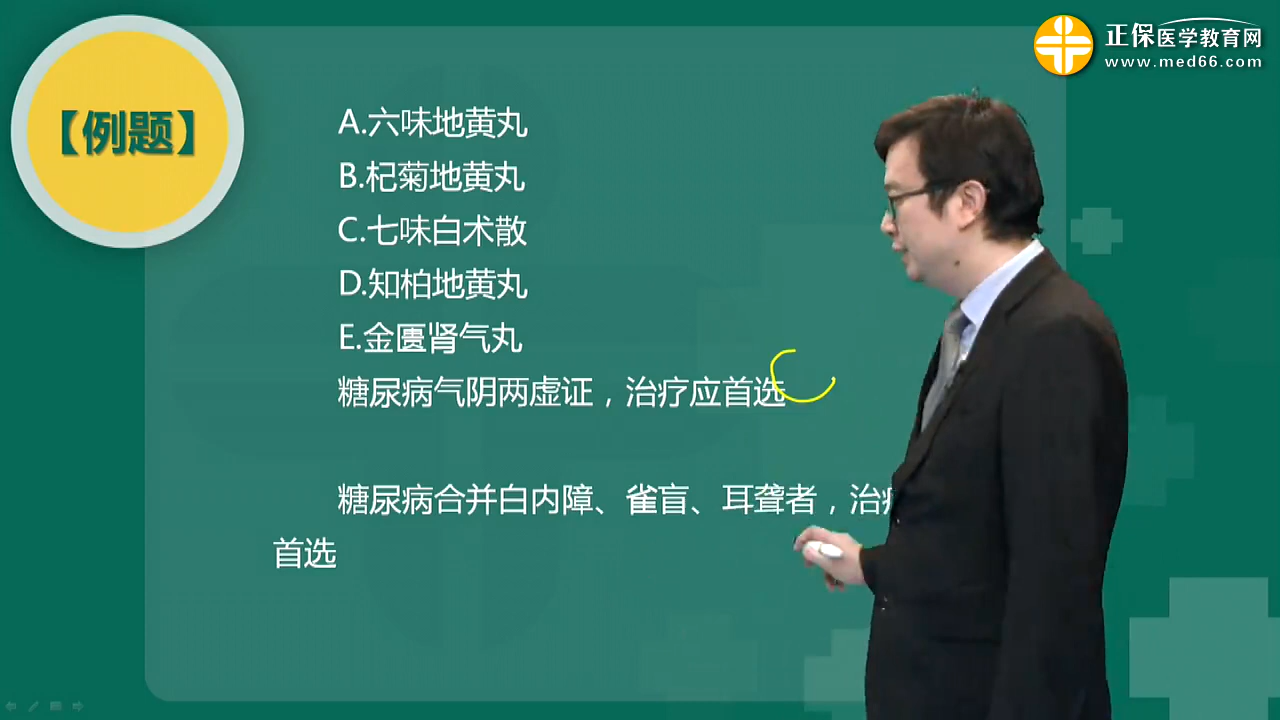 正保医学教育网
www.med66.com
【例题】
A.六味地黄丸
B.杞菊地黄丸
C.七味白术散
D.知柏地黄丸
E.金匮肾气丸
糖尿病气阴两虚证，治疗应首选
糖尿病合并白内障、雀盲、耳聋者，治
首选